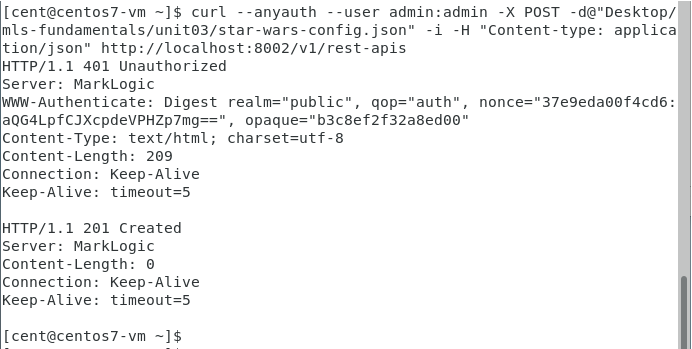 [cent@centos7-vm ~]$ curl --anyauth --user admin:admin -X POST -d@"Desktop/
mls-fundamentals/unit03/star-wars-config.json" -i -H "Content-type: applica
tion/json" http://localhost:8002/v1/rest-apis
HTTP/1.1 401 Unauthorized
Server: MarkLogic
WWW-Authenticate: Digest realm="public", qop="auth", nonce="37e9eda00f4cd6:
aQG4LpfCJXcpdeVPHZp7mg==", opaque="b3c8ef2f32a8ed00"
Content-Type: text/html; charset=utf-8
Content-Length: 209
Connection: Keep-Alive
Keep-Alive: timeout=5
HTTP/1.1 201 Created
Server: MarkLogic
Content-Length: 0
Connection: Keep-Alive
Keep-Alive: timeout=5
[cent@centos7-vm ~]$